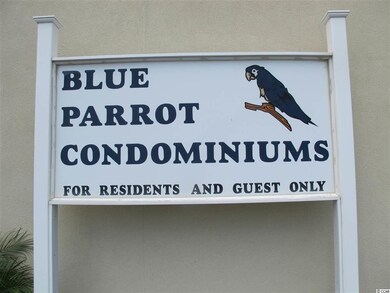 BLUE
PARROT
CONDOMINIUMS
FOR RESIDENTS AND GUEST ONLY